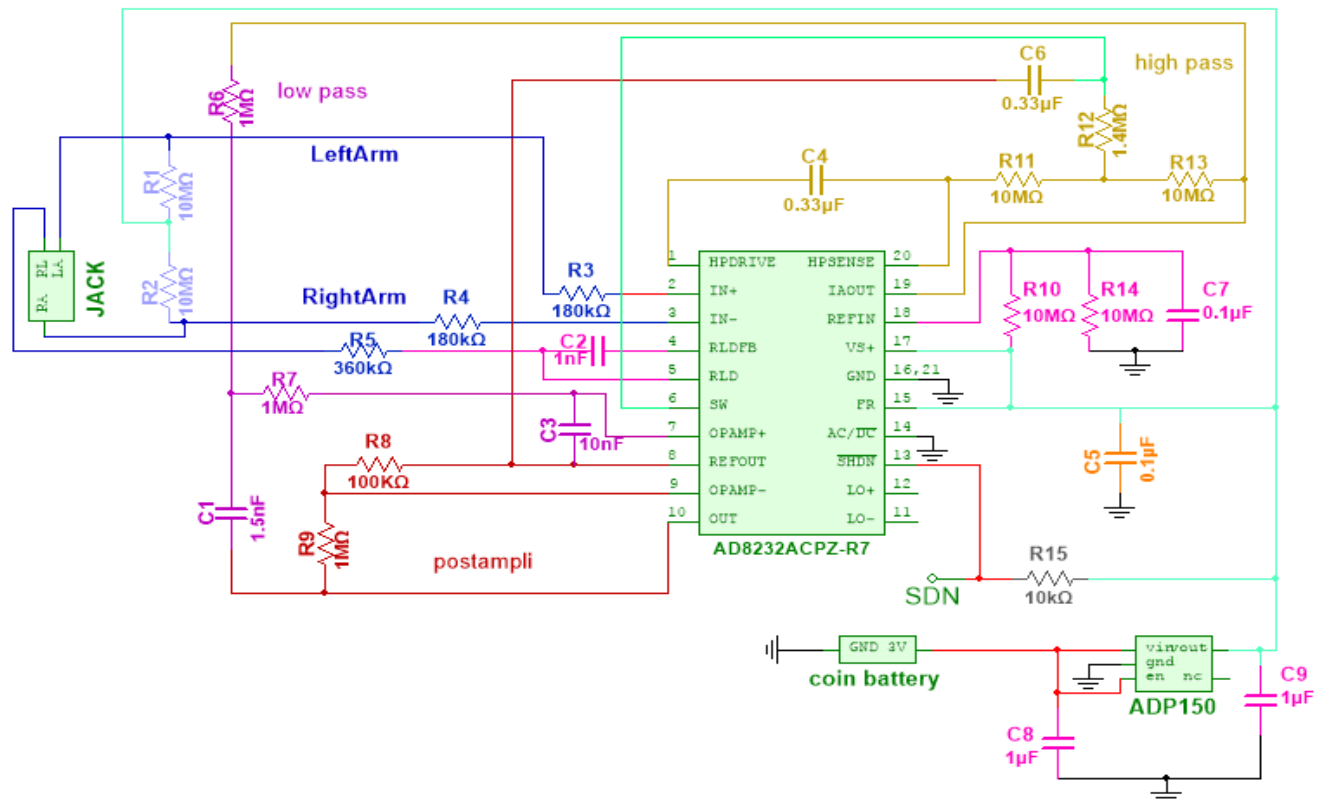 low pass
high pass
postampli
R6
1MΩ
C6
0.33µF
R12
1.4MΩ
LeftArm
R1
10MΩ
C4
0.33µF
R11
10MΩ
R13
10MΩ
RL
LA
RA
JACK
R2
10MΩ
RightArm
R3
180kΩ
R4
180kΩ
R5
360kΩ
C2
1nF
R7
1MΩ
C3
10nF
R8
100KΩ
C1
1.5nF
R9
1MΩ
1 HPDRIVE HPSENSE 20
2 IN+ IAOUT 19
3 IN- REFIN 18
4 RLDFB VS+ 17
5 RLD GND 16,21
6 SW FR 15
7 OPAMP+ AC/DC 14
8 REFOUT SHDN 13
9 OPAMP- LO+ 12
10 OUT LO- 11
AD8232ACPZ-R7
R10
10MΩ
R14
10MΩ
C7
0.1µF
C5
0.1µF
SDN
R15
10kΩ
GND 3V
coin battery
vin vout
gnd
en nc
ADP150
C8
1µF
C9
1µF